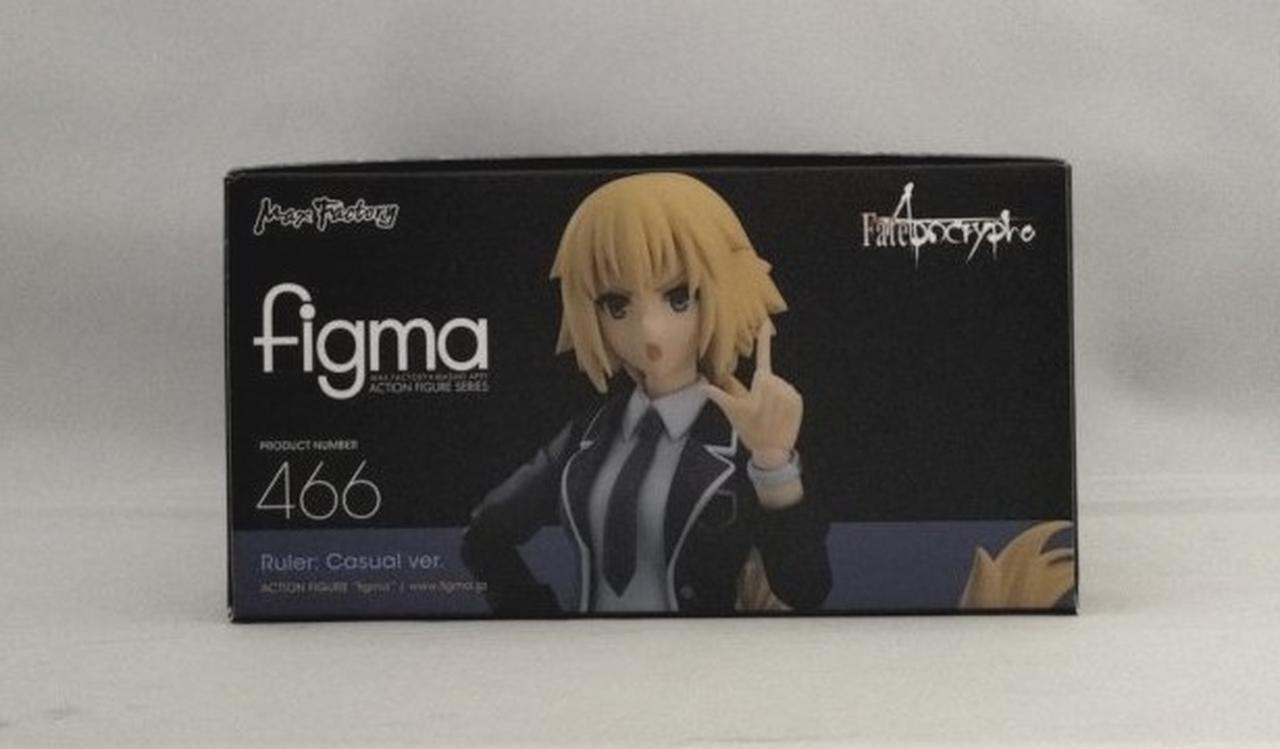 Max Factory
Fate/Apocrypha
figma
MAX FACTORY × MASAKI APSY
ACTION FIGURE SERIES
PRODUCT NUMBER
466
Ruler: Casual ver.
ACTION FIGURE "figma" / www.figma.jp